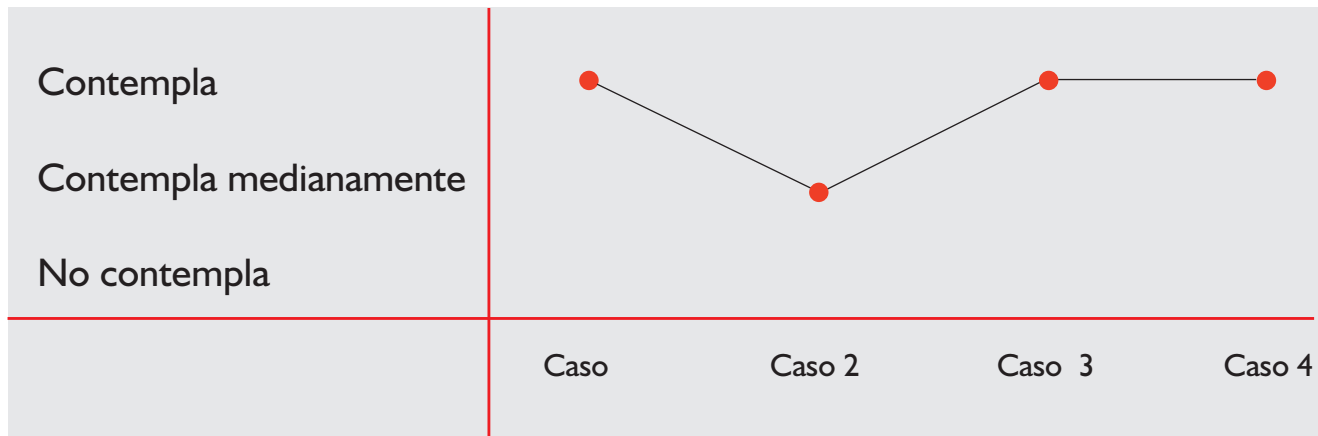 Contempla
Contempla medianamente
No contempla
Caso
Caso 2
Caso 3
Caso 4